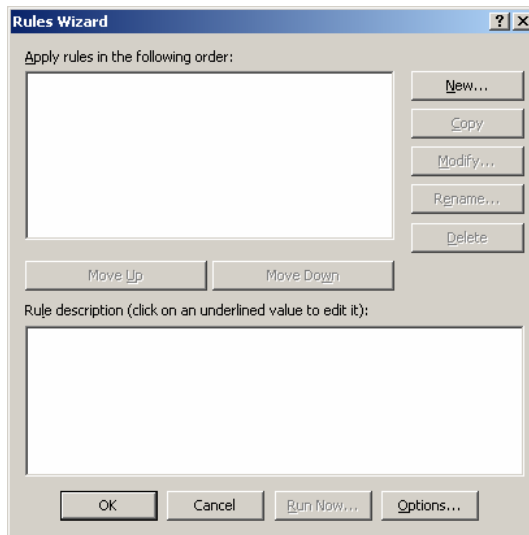 Rules Wizard
Apply rules in the following order:
New...
Copy
Modify...
Rename...
Delete
Move Up
Move Down
Rule description (click on an underlined value to edit it):
OK
Cancel
Run Now...
Options...